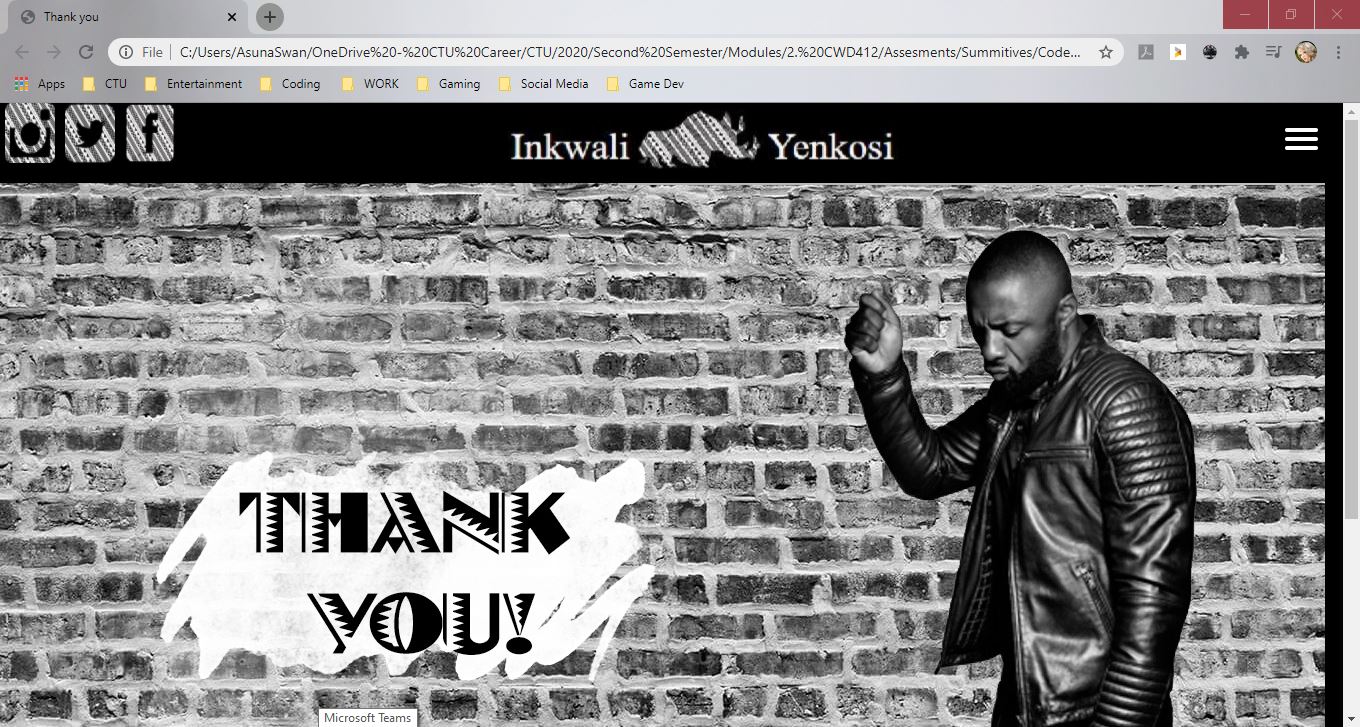 Thank you
File
C:/Users/AsunaSwan/OneDrive%20-%20CTU%20Career/CTU/2020/Second%20Semester/Modules/2.%20CWD412/Assesments/Summitives/Code...
Apps CTU Entertainment Coding WORK Gaming Social Media Game Dev
Inkwali Yenkosi
THANK
YOU!
Microsoft Teams